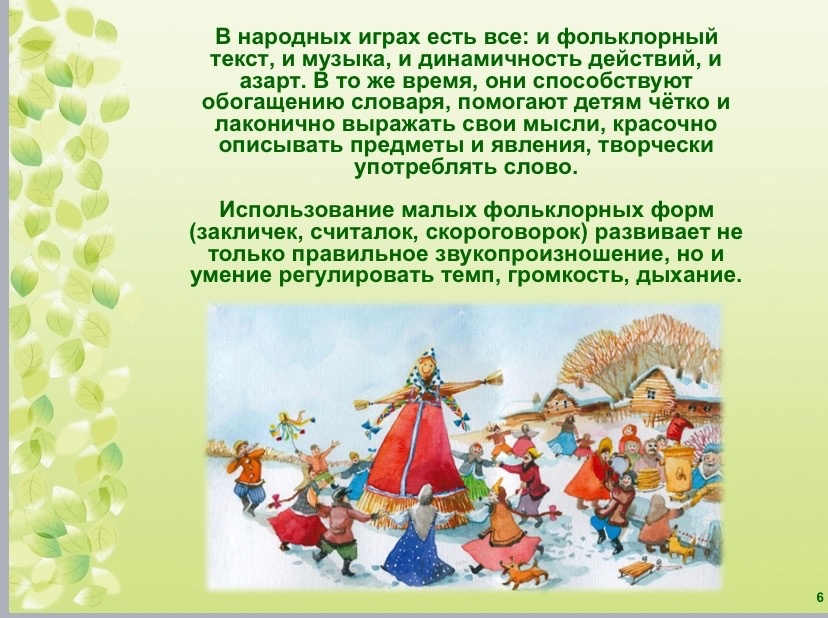 В народных играх есть все: и фольклорный
текст, и музыка, и динамичность действий, и
азарт. В то же время, они способствуют
обогащению словаря, помогают детям чётко и
лаконично выражать свои мысли, красочно
описывать предметы и явления, творчески
употреблять слово.
Использование малых фольклорных форм
(закличек, считалок, скороговорок) развивает не
только правильное звукопроизношение, но и
умение регулировать темп, громкость, дыхание.
6